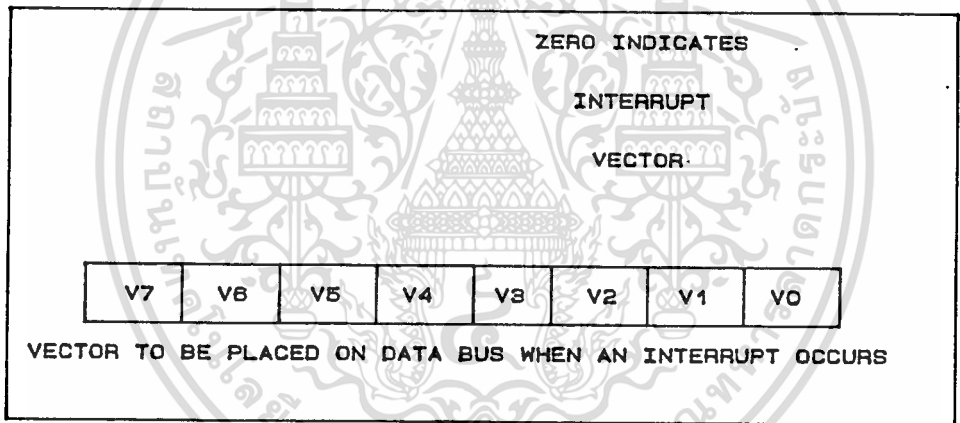 ZERO INDICATES
INTERRUPT
VECTOR
V7 V6 V5 V4 V3 V2 V1 V0
VECTOR TO BE PLACED ON DATA BUS WHEN AN INTERRUPT OCCURS